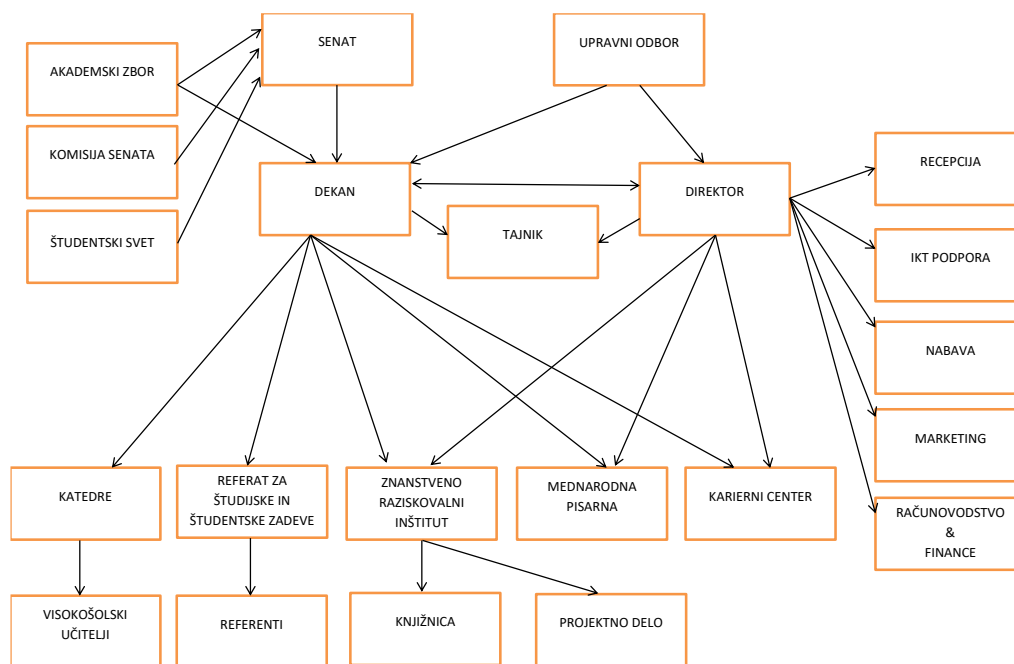 SENAT
UPRAVNI ODBOR
AKADEMSKI ZBOR
KOMISIJA SENATA
RECEPCIJA
DEKAN
DIREKTOR
ŠTUDENTSKI SVET
TAJNIK
IKT PODPORA
NABAVA
MARKETING
KATEDRE
REFERAT ZA
ŠTUDIJSKE IN
ŠTUDENTSKE ZADEVE
ZNANSTVENO
RAZISKOVALNI
INŠTITUT
MEDNARODNA
PISARNA
KARIERNI CENTER
RAČUNOVODSTVO
&
FINANCE
VISOKOŠOLSKI
UČITELJI
REFERENTI
KNJIŽNICA
PROJEKTNO DELO